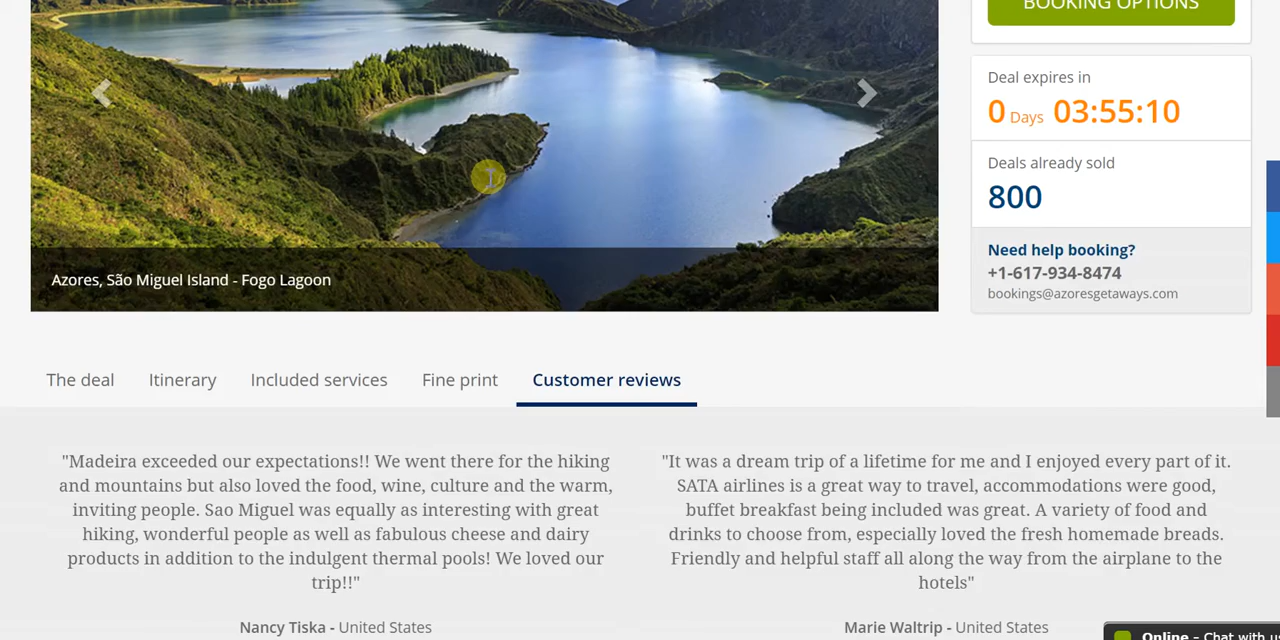 BOOKING OPTIONS
Deal expires in
0 Days 03:55:10
Deals already sold
800
Need help booking?
+1-617-934-8474
bookings@azoresgetaways.com
Azores, São Miguel Island - Fogo Lagoon
The deal Itinerary Included services Fine print Customer reviews
"Madeira exceeded our expectations!! We went there for the hiking
and mountains but also loved the food, wine, culture and the warm,
inviting people. Sao Miguel was equally as interesting with great
hiking, wonderful people as well as fabulous cheese and dairy
products in addition to the indulgent thermal pools! We loved our
trip!!"
Nancy Tiska - United States
"It was a dream trip of a lifetime for me and I enjoyed every part of it.
SATA airlines is a great way to travel, accommodations were good,
buffet breakfast being included was great. A variety of food and
drinks to choose from, especially loved the fresh homemade breads.
Friendly and helpful staff all along the way from the airplane to the
hotels"
Marie Waltrip - United States
Online - Chat with us